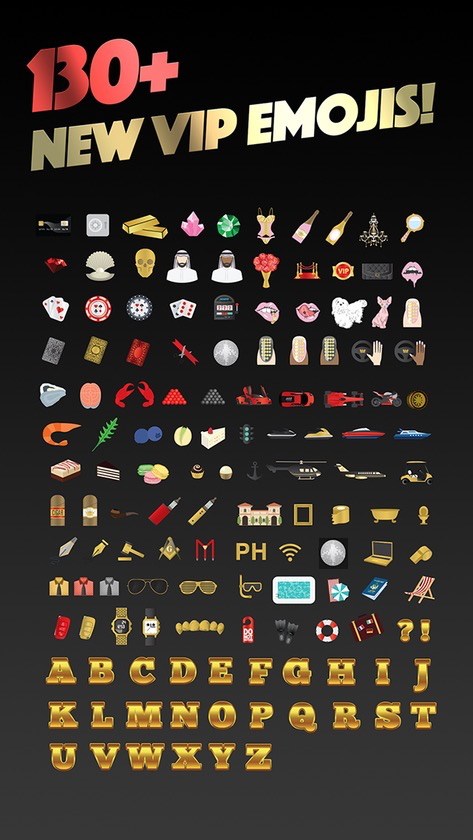 130+
NEW VIP EMOJIS!
VIP
PH
?!
A B C D E F G H I J
K L M N O P Q R S T
U V W X Y Z